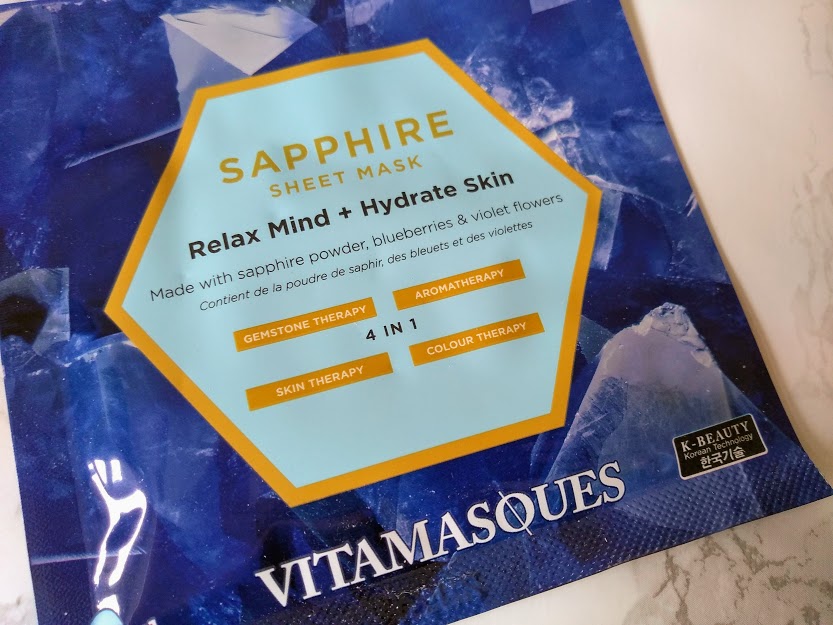 SAPPHIRE
SHEET MASK
Relax Mind + Hydrate Skin
Made with sapphire powder, blueberries & violet flowers
Contient de la poudre de saphir, des bleuets et des violettes
GEMSTONE THERAPY
AROMATHERAPY
4 IN 1
SKIN THERAPY
COLOUR THERAPY
K-BEAUTY
Korean Technology
한국기술
VITAMASQUES